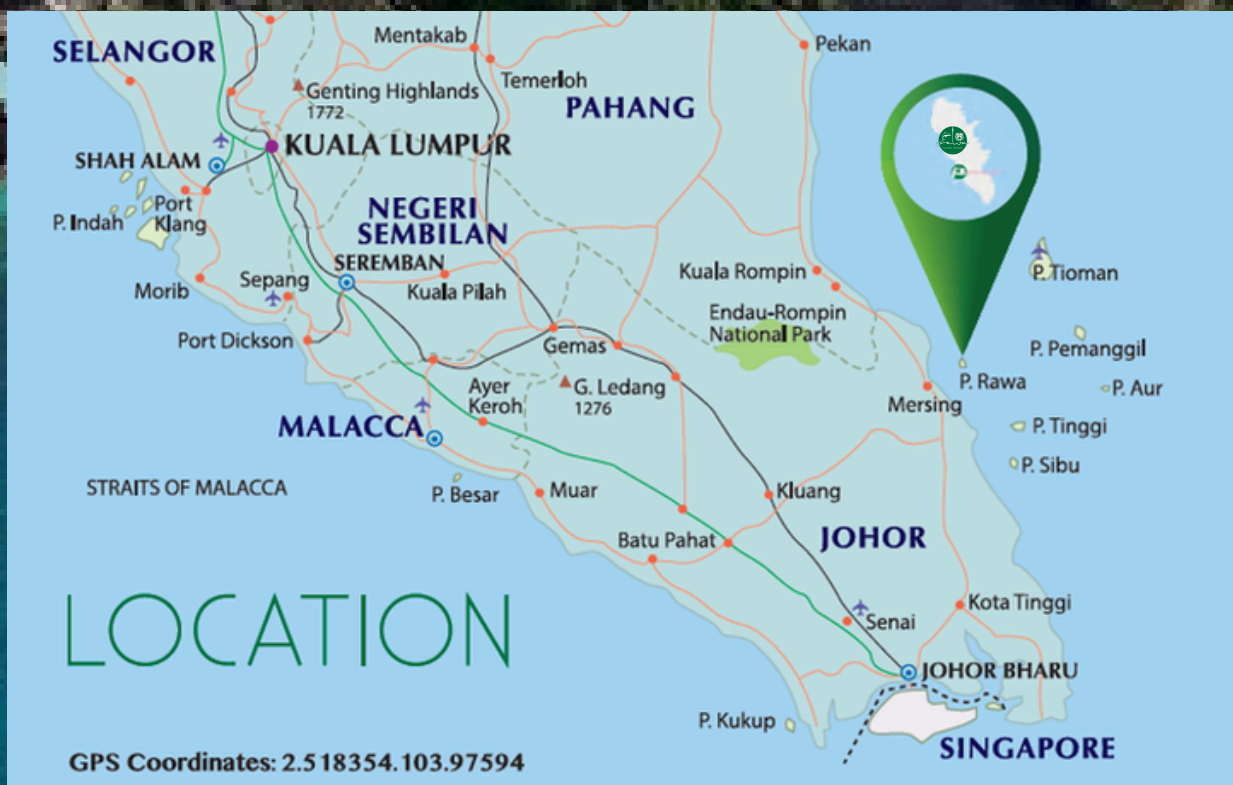 SELANGOR
Mentakab
Pekan
Temerloh
Genting Highlands
1772
PAHANG
KUALA LUMPUR
SHAH ALAM
NEGERI
SEMBILAN
P. Indah
Port
Klang
SEREMBAN
Morib
Sepang
Kuala Pilah
Kuala Rompin
P. Tioman
Endau-Rompin
National Park
Port Dickson
Gemas
P. Pemanggil
Ayer
Keroh
G. Ledang
1276
P. Rawa
P. Aur
Mersing
MALACCA
P. Tinggi
P. Sibu
STRAITS OF MALACCA
P. Besar
Muar
Kluang
Batu Pahat
JOHOR
LOCATION
Kota Tinggi
Senai
JOHOR BHARU
P. Kukup
SINGAPORE
GPS Coordinates: 2.518354.103.97594